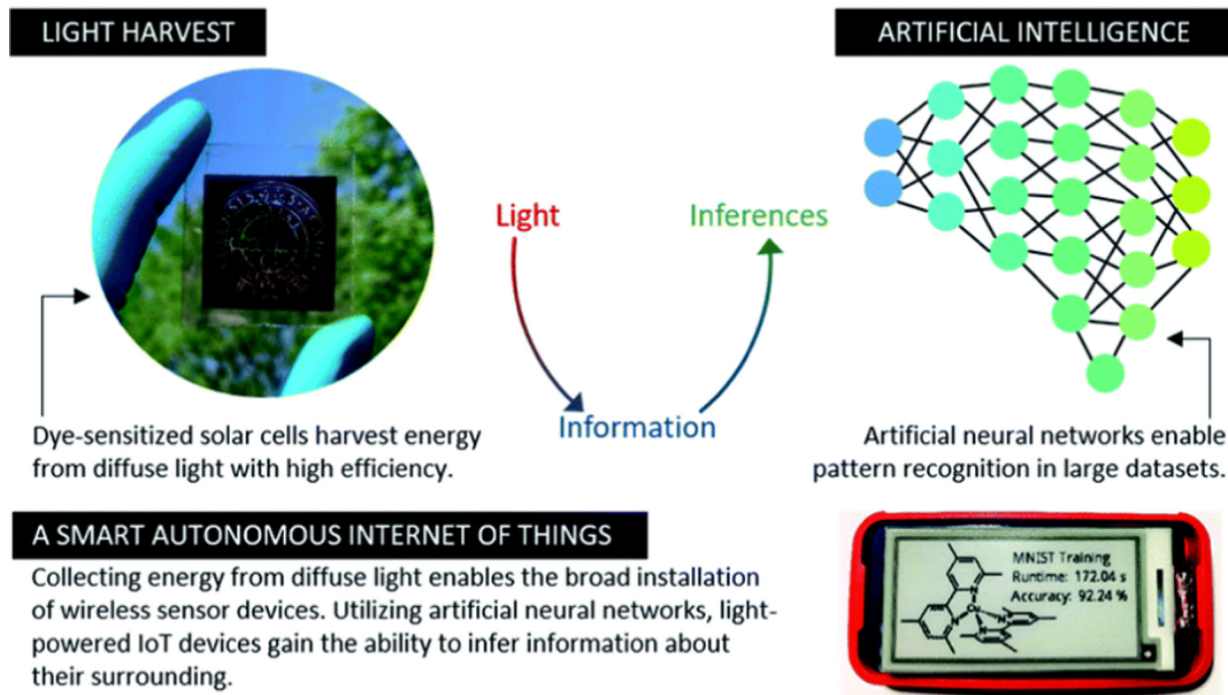 LIGHT HARVEST
ARTIFICIAL INTELLIGENCE
Light
Inferences
Information
Dye-sensitized solar cells harvest energy
from diffuse light with high efficiency.
Artificial neural networks enable
pattern recognition in large datasets.
A SMART AUTONOMOUS INTERNET OF THINGS
Collecting energy from diffuse light enables the broad installation
of wireless sensor devices. Utilizing artificial neural networks, light-
powered IoT devices gain the ability to infer information about
their surrounding.
MNIST Training
Runtime: 172.04 s
Accuracy: 92.24 %